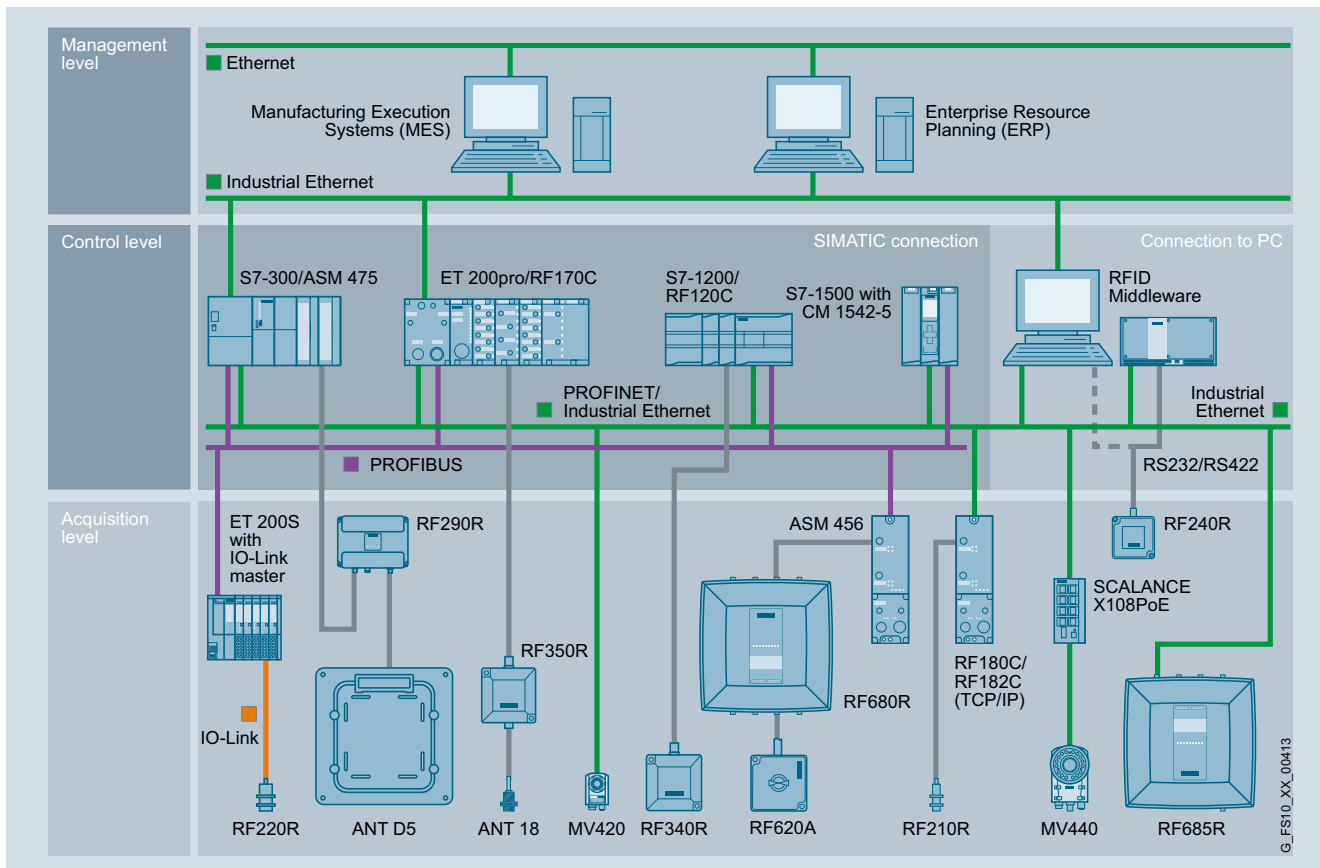 Management
level
Ethernet
Manufacturing Execution
Systems (MES)
Enterprise Resource
Planning (ERP)
Industrial Ethernet
Control level
SIMATIC connection
Connection to PC
S7-300/ASM 475
ET 200pro/RF170C
S7-1200/
RF120C
S7-1500 with
CM 1542-5
RFID
Middleware
PROFINET/
Industrial Ethernet
Industrial
Ethernet
PROFIBUS
RS232/RS422
Acquisition
level
ET 200S
with
IO-Link
master
RF290R
ASM 456
RF240R
SCALANCE
X108PoE
RF350R
RF680R
RF180C/
RF182C
(TCP/IP)
IO-Link
RF220R
ANT D5
ANT 18
MV420
RF340R
RF620A
RF210R
MV440
RF685R
G_FS10_XX_00413